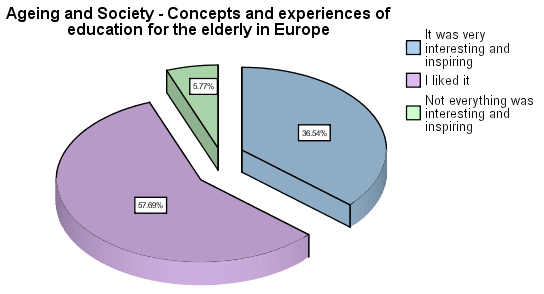 Ageing and Society - Concepts and experiences of
education for the elderly in Europe
It was very
interesting and
inspiring
I liked it
Not everything was
interesting and
inspiring
5.77%
36.54%
57.69%